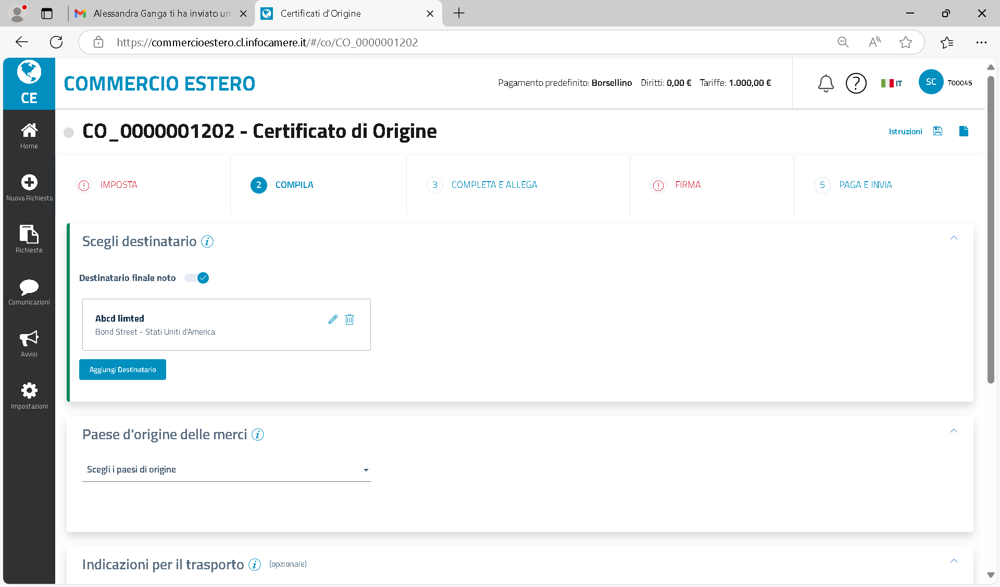 Alessandra Ganga ti ha inviato un
Certificati d'Origine
https://commercioestero.cl.infocamere.it/#/co/CO_0000001202
CE
COMMERCIO ESTERO
Pagamento predefinito: Borsellino Diritti: 0,00 € Tariffe: 1.000,00 €
IT
SC
T00045
CO_0000001202 - Certificato di Origine
Istruzioni
Home
Nuova Richiesta
Richieste
Comunicazioni
Avvisi
Impostazioni
IMPOSTA
2 COMPILA
3 COMPLETA E ALLEGA
FIRMA
5 PAGA E INVIA
Scegli destinatario
Destinatario finale noto
Abcd limted
Bond Street - Stati Uniti d'America
Aggiungi Destinatario
Paese d'origine delle merci
Scegli i paesi di origine
Indicazioni per il trasporto (opzionale)